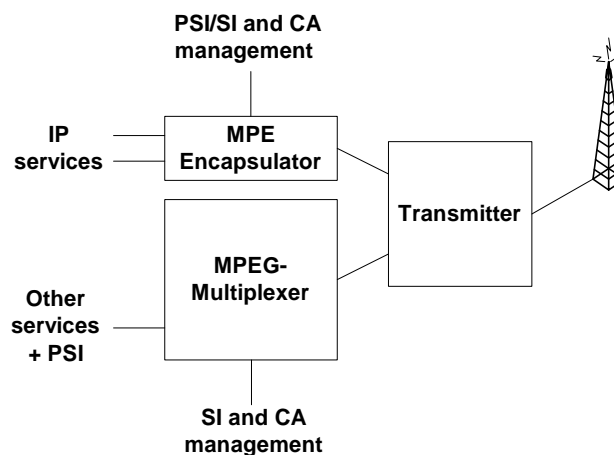 PSI/SI and CA
management
IP
services
MPE
Encapsulator
Transmitter
MPEG-
Multiplexer
Other
services
+ PSI
SI and CA
management